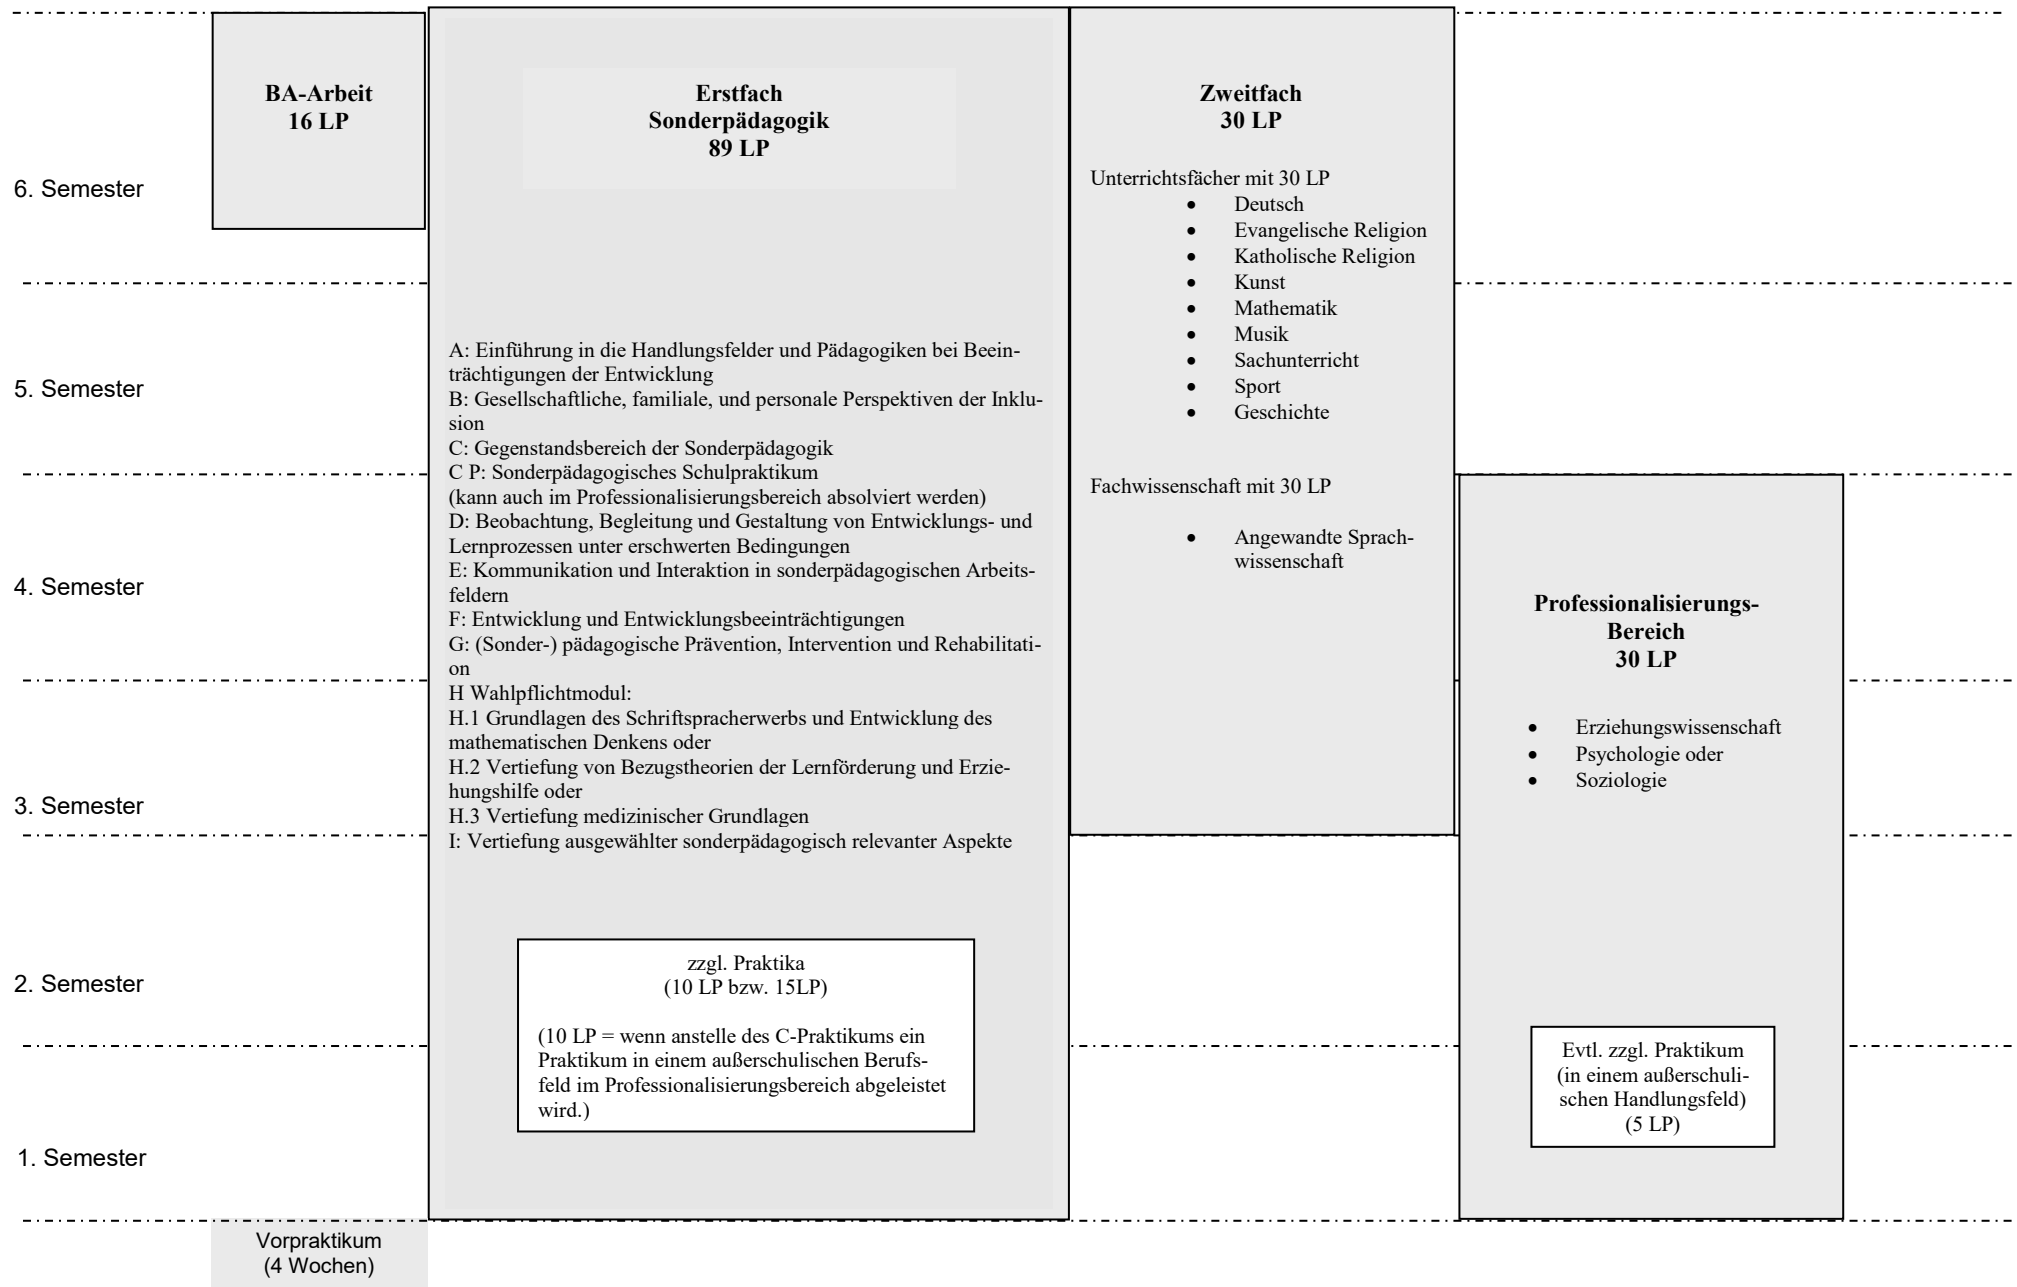 BA-Arbeit
16 LP
Erstfach
Sonderpädagogik
89 LP
A: Einführung in die Handlungsfelder und Pädagogiken bei Beein-
trächtigungen der Entwicklung
B: Gesellschaftliche, familiale, und personale Perspektiven der Inklu-
sion
C: Gegenstandsbereich der Sonderpädagogik
C P: Sonderpädagogisches Schulpraktikum
(kann auch im Professionalisierungsbereich absolviert werden)
D: Beobachtung, Begleitung und Gestaltung von Entwicklungs- und
Lernprozessen unter erschwerten Bedingungen
E: Kommunikation und Interaktion in sonderpädagogischen Arbeits-
feldern
F: Entwicklung und Entwicklungsbeeinträchtigungen
G: (Sonder-) pädagogische Prävention, Intervention und Rehabilitati-
on
H Wahlpflichtmodul:
H.1 Grundlagen des Schriftspracherwerbs und Entwicklung des
mathematischen Denkens oder
H.2 Vertiefung von Bezugstheorien der Lernförderung und Erzie-
hungshilfe oder
H.3 Vertiefung medizinischer Grundlagen
I: Vertiefung ausgewählter sonderpädagogisch relevanter Aspekte
zzgl. Praktika
(10 LP bzw. 15LP)
(10 LP = wenn anstelle des C-Praktikums ein
Praktikum in einem außerschulischen Berufs-
feld im Professionalisierungsbereich abgeleistet
wird.)
Zweitfach
30 LP
Unterrichtsfächer mit 30 LP
• Deutsch
• Evangelische Religion
• Katholische Religion
• Kunst
• Mathematik
• Musik
• Sachunterricht
• Sport
• Geschichte
Fachwissenschaft mit 30 LP
• Angewandte Sprach-
wissenschaft
Professionalisierungs-
Bereich
30 LP
• Erziehungswissenschaft
• Psychologie oder
• Soziologie
Evtl. zzgl. Praktikum
(in einem außerschuli-
schen Handlungsfeld)
(5 LP)
6. Semester
5. Semester
4. Semester
3. Semester
2. Semester
1. Semester
Vorpraktikum
(4 Wochen)